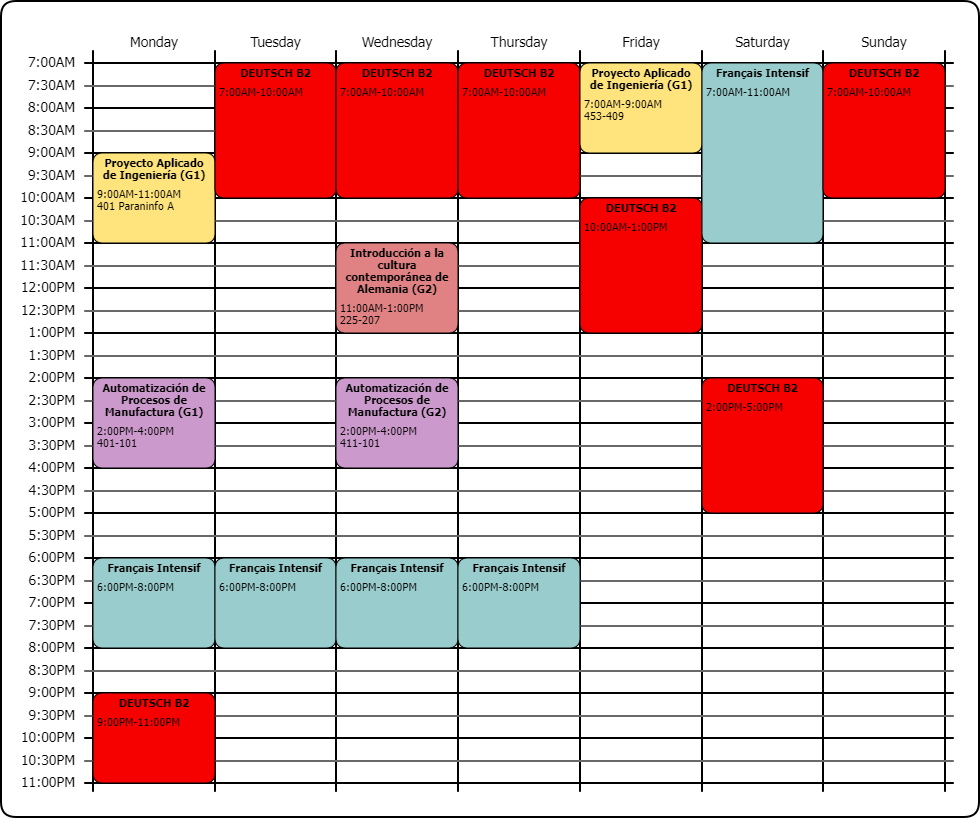 Monday Tuesday Wednesday Thursday Friday Saturday Sunday
7:00AM
7:30AM
8:00AM
8:30AM
9:00AM
9:30AM
10:00AM
10:30AM
11:00AM
11:30AM
12:00PM
12:30PM
1:00PM
1:30PM
2:00PM
2:30PM
3:00PM
3:30PM
4:00PM
4:30PM
5:00PM
5:30PM
6:00PM
6:30PM
7:00PM
7:30PM
8:00PM
8:30PM
9:00PM
9:30PM
10:00PM
10:30PM
11:00PM
Proyecto Aplicado
de Ingeniería (G1)
9:00AM-11:00AM
401 Paraninfo A
Automatización de
Procesos de
Manufactura (G1)
2:00PM-4:00PM
401-101
Français Intensif
6:00PM-8:00PM
DEUTSCH B2
9:00PM-11:00PM
DEUTSCH B2
7:00AM-10:00AM
Français Intensif
6:00PM-8:00PM
DEUTSCH B2
7:00AM-10:00AM
Introducción a la
cultura
contemporánea de
Alemania (G2)
11:00AM-1:00PM
225-207
Automatización de
Procesos de
Manufactura (G2)
2:00PM-4:00PM
411-101
Français Intensif
6:00PM-8:00PM
DEUTSCH B2
7:00AM-10:00AM
Français Intensif
6:00PM-8:00PM
Proyecto Aplicado
de Ingeniería (G1)
7:00AM-9:00AM
453-409
DEUTSCH B2
10:00AM-1:00PM
Français Intensif
7:00AM-11:00AM
DEUTSCH B2
2:00PM-5:00PM
DEUTSCH B2
7:00AM-10:00AM